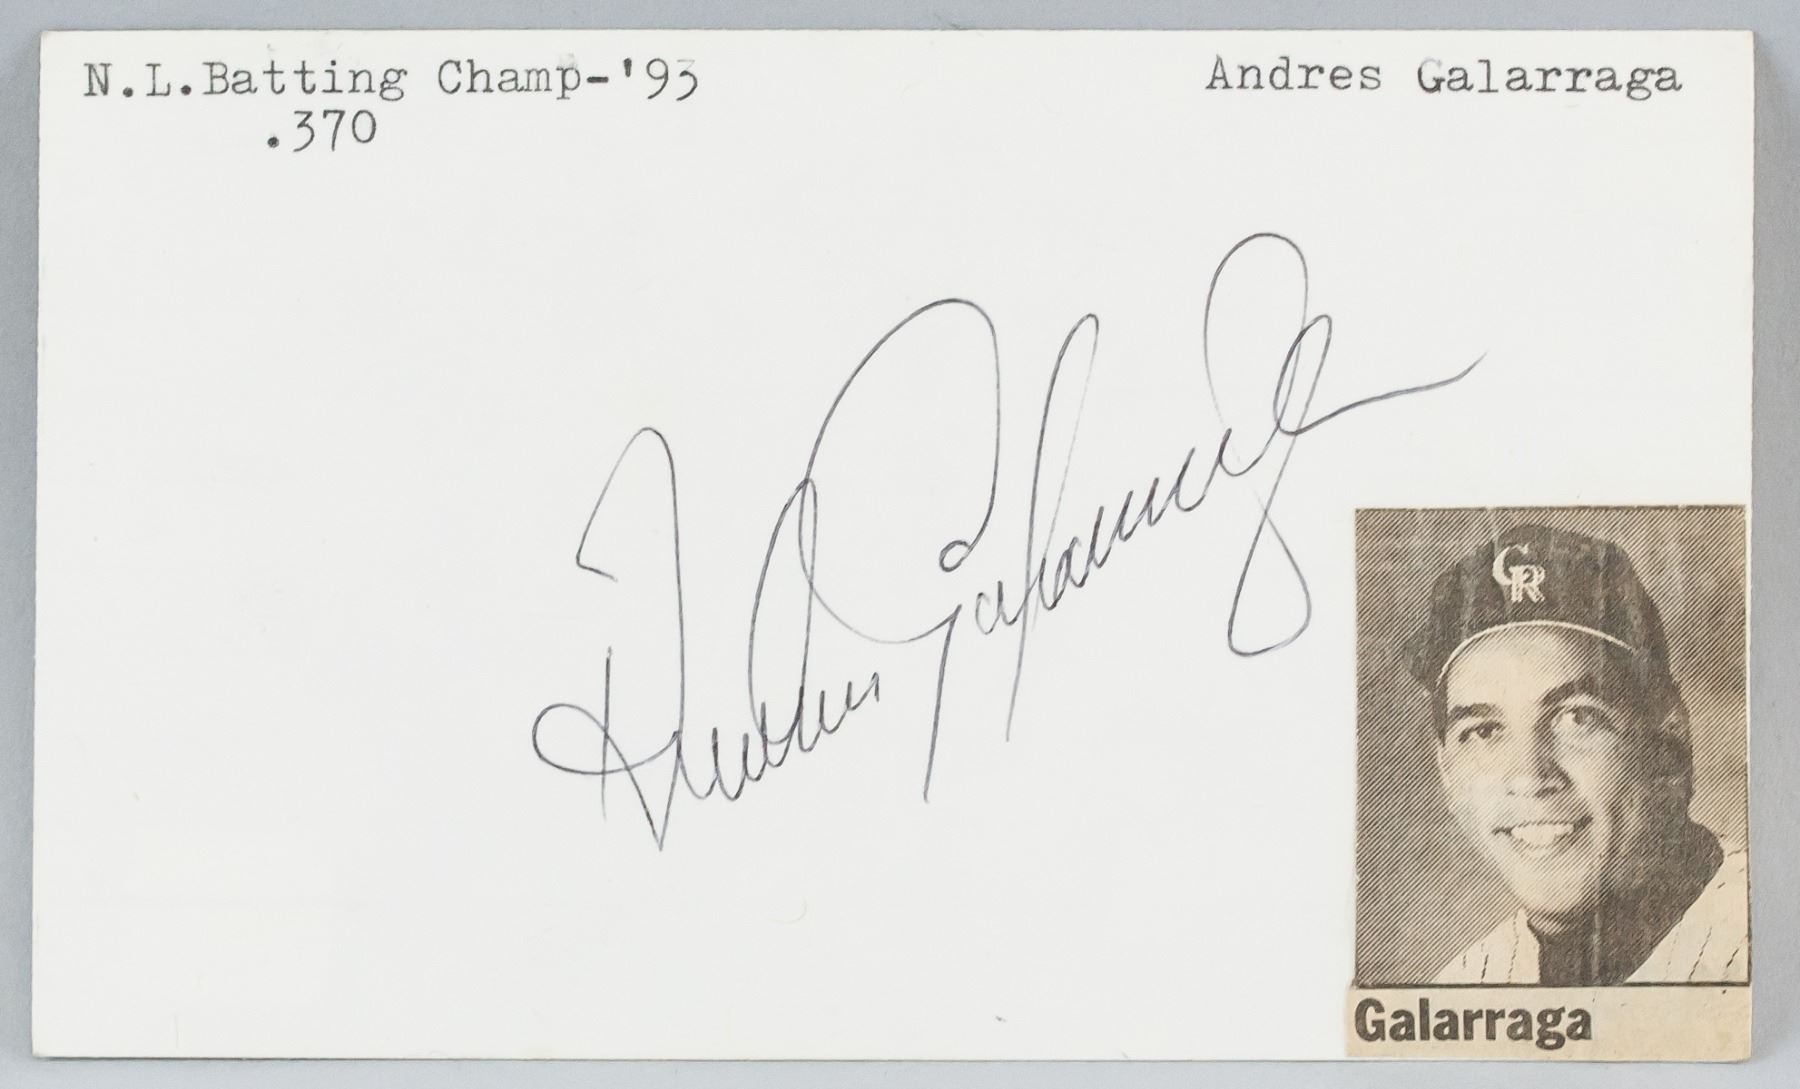 N.L.Batting Champ-'93
.370
Andres Galarraga
Andres Galarraga
CR
Galarraga